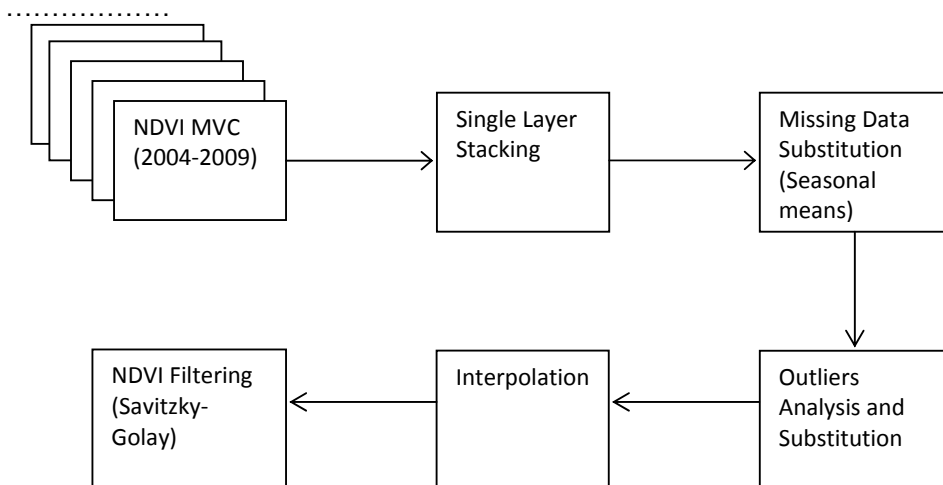 NDVI MVC
(2004-2009)
Single Layer
Stacking
Missing Data
Substitution
(Seasonal
means)
Outliers
Analysis and
Substitution
Interpolation
NDVI Filtering
(Savitzky-
Golay)